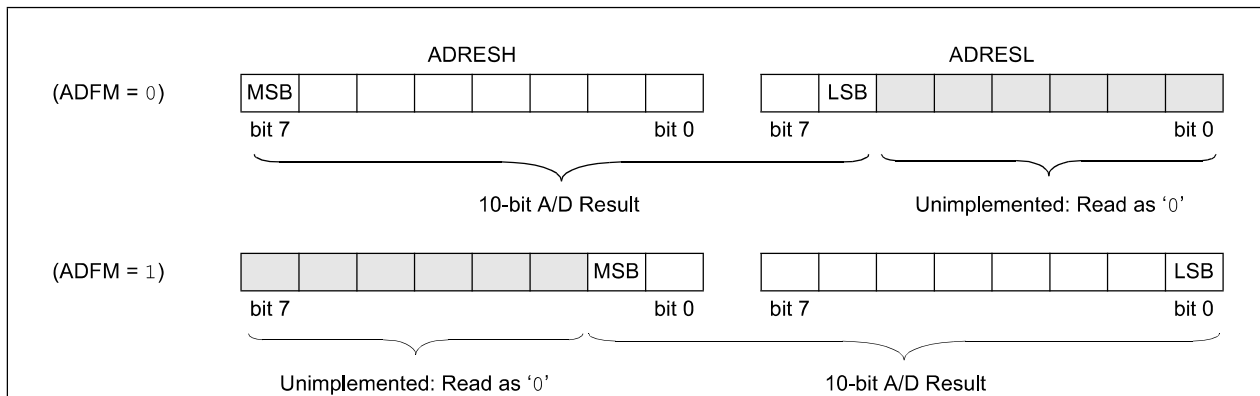 ADRESH ADRESL
(ADFM = 0) MSB LSB
bit 7 bit 0 bit 7 bit 0
10-bit A/D Result Unimplemented: Read as ‘0’
(ADFM = 1) MSB LSB
bit 7 bit 0 bit 7 bit 0
Unimplemented: Read as ‘0’ 10-bit A/D Result